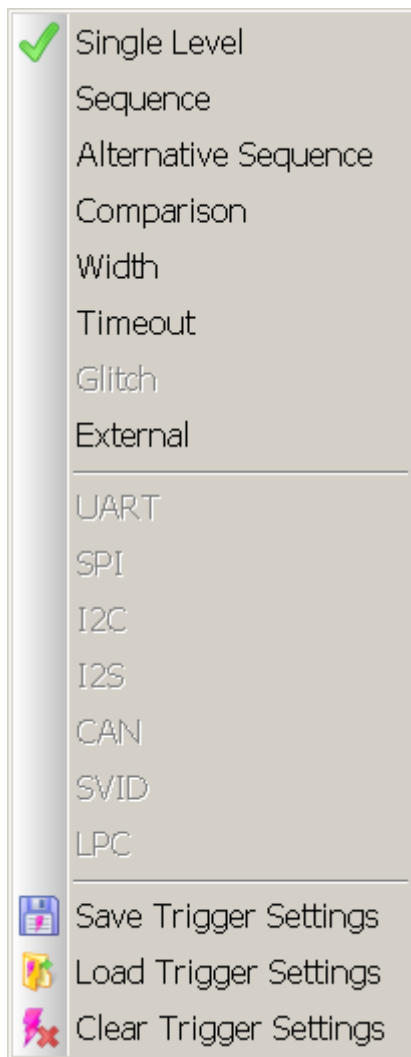 Single Level
Sequence
Alternative Sequence
Comparison
Width
Timeout
Glitch
External
UART
SPI
I2C
I2S
CAN
SVID
LPC
Save Trigger Settings
Load Trigger Settings
Clear Trigger Settings